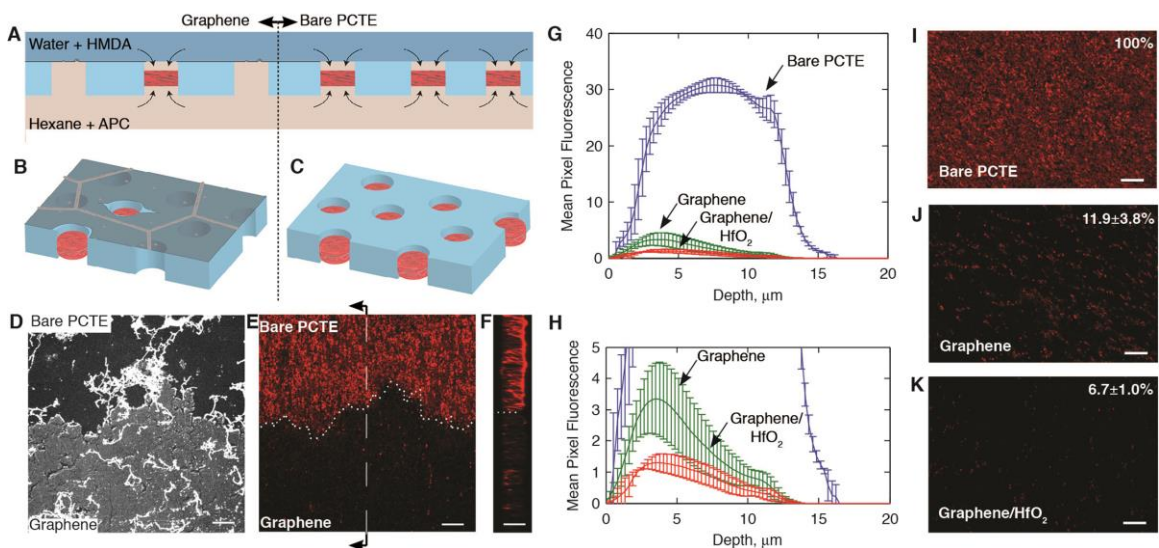 Graphene Bare PCTE
A
Water + HMDA
Hexane + APC
B
C
D Bare PCTE
Graphene
E Bare PCTE
Graphene
F
G
Mean Pixel Fluorescence
40
30
20
10
0
Bare PCTE
Graphene
Graphene/
HfO2
0 5 10 15 20
Depth, μm
H
Mean Pixel Fluorescence
5
4
3
2
1
0
Graphene
Graphene/
HfO2
0 5 10 15 20
Depth, μm
I
100%
Bare PCTE
J
11.9±3.8%
Graphene
K
6.7±1.0%
Graphene/HfO2